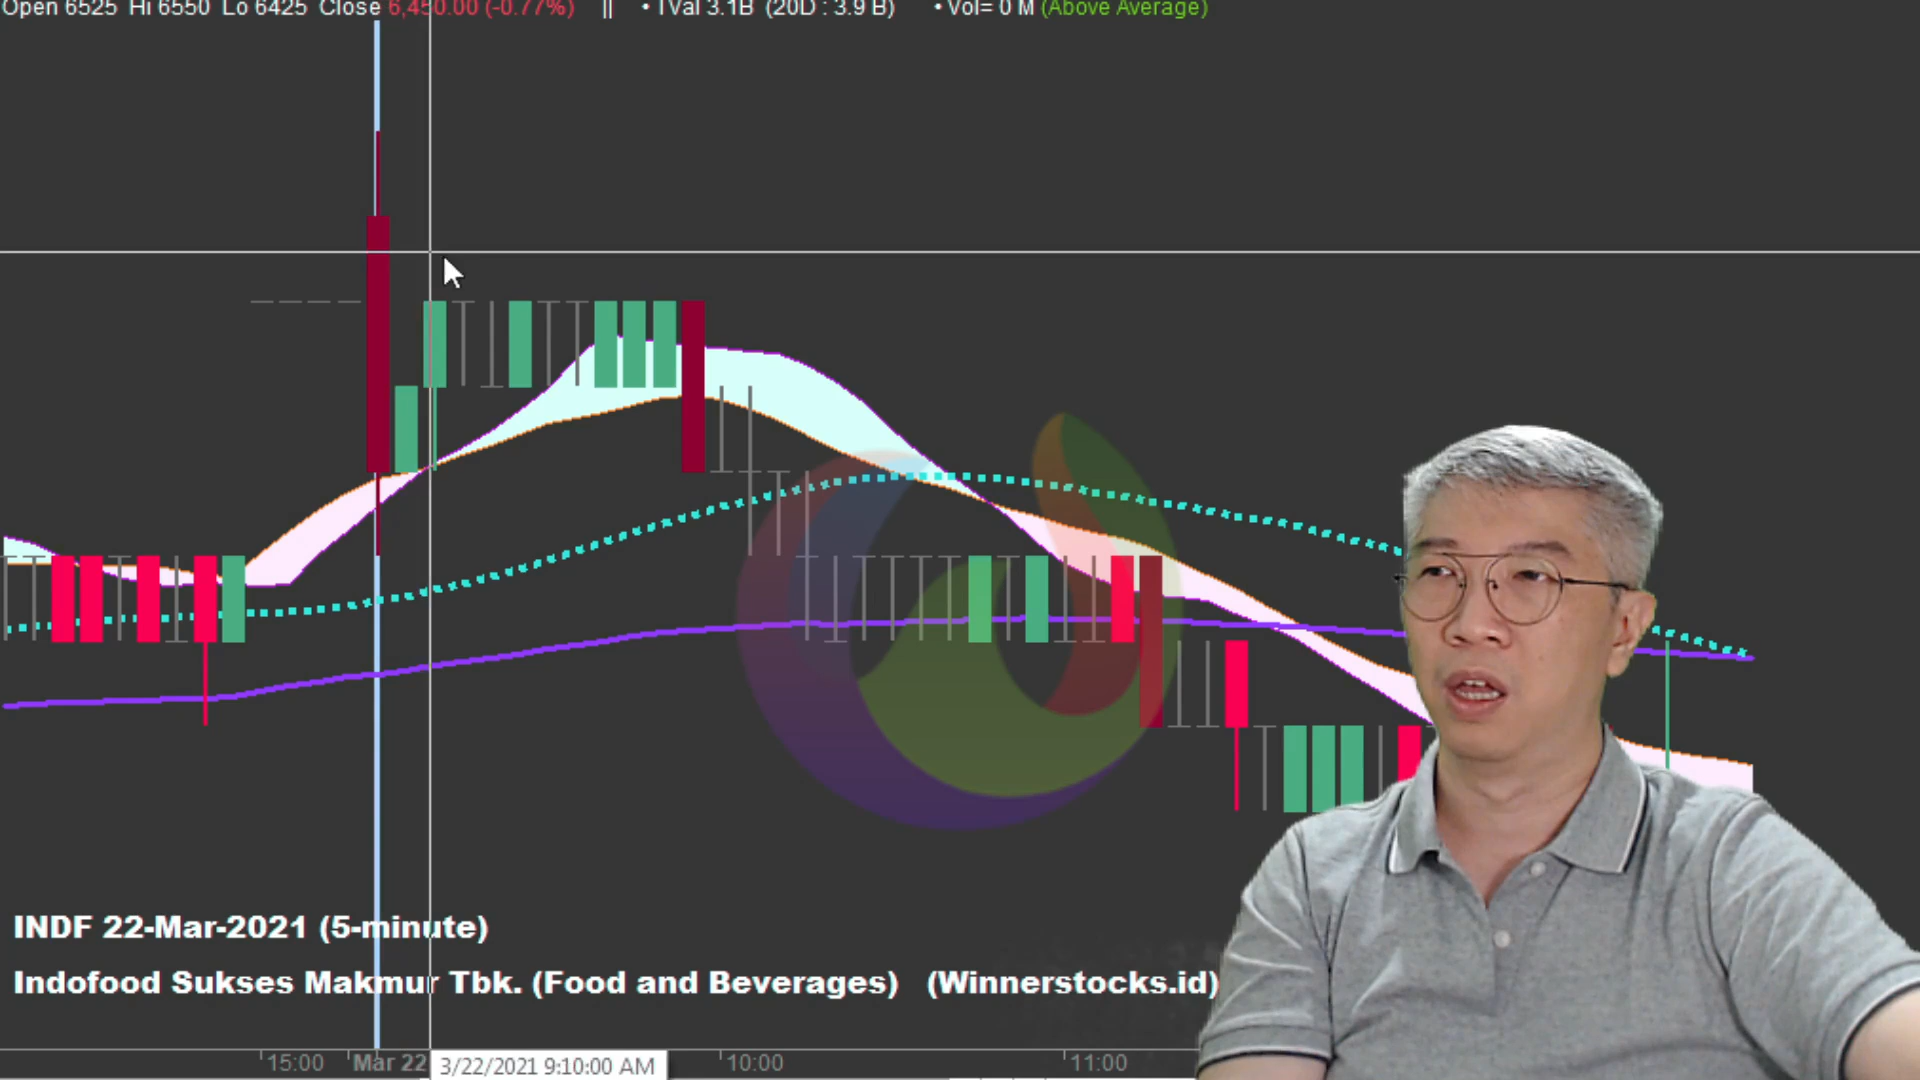 Open 6525 Hi 6550 Lo 6425 Close 6,450.00 (-0.77%) || • TVal 3.1B (20D : 3.9 B) • Vol= 0 M (Above Average)
INDF 22-Mar-2021 (5-minute)
Indofood Sukses Makmur Tbk. (Food and Beverages) (Winnerstocks.id)
15:00 Mar 22 3/22/2021 9:10:00 AM 10:00 11:00